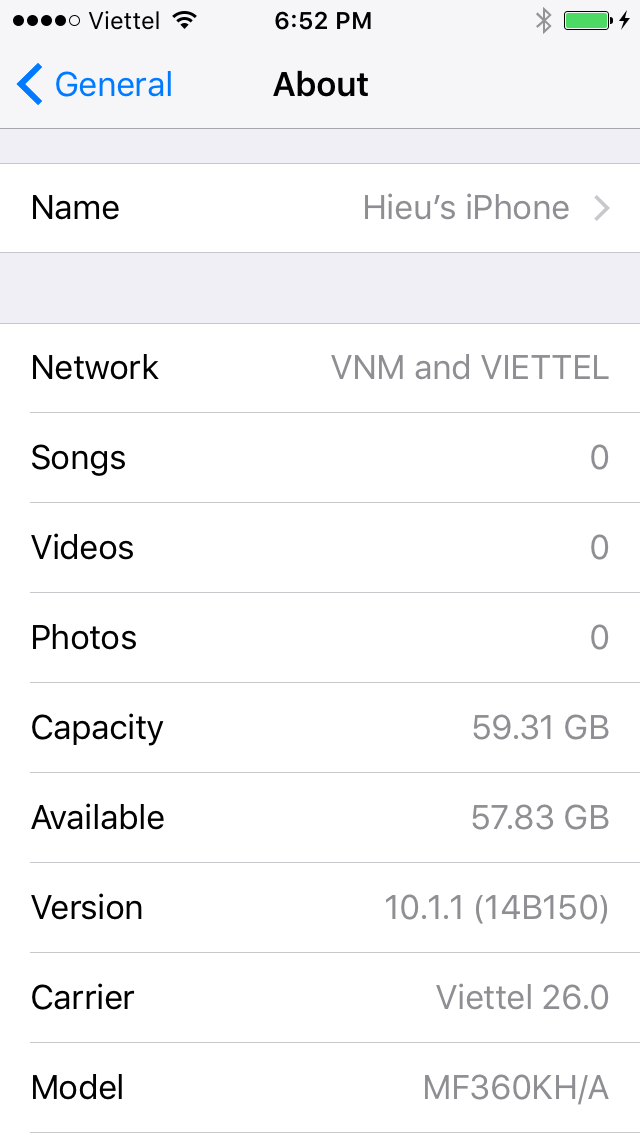 Viettel 6:52 PM
General About
Name Hieu’s iPhone
Network VNM and VIETTEL
Songs 0
Videos 0
Photos 0
Capacity 59.31 GB
Available 57.83 GB
Version 10.1.1 (14B150)
Carrier Viettel 26.0
Model MF360KH/A